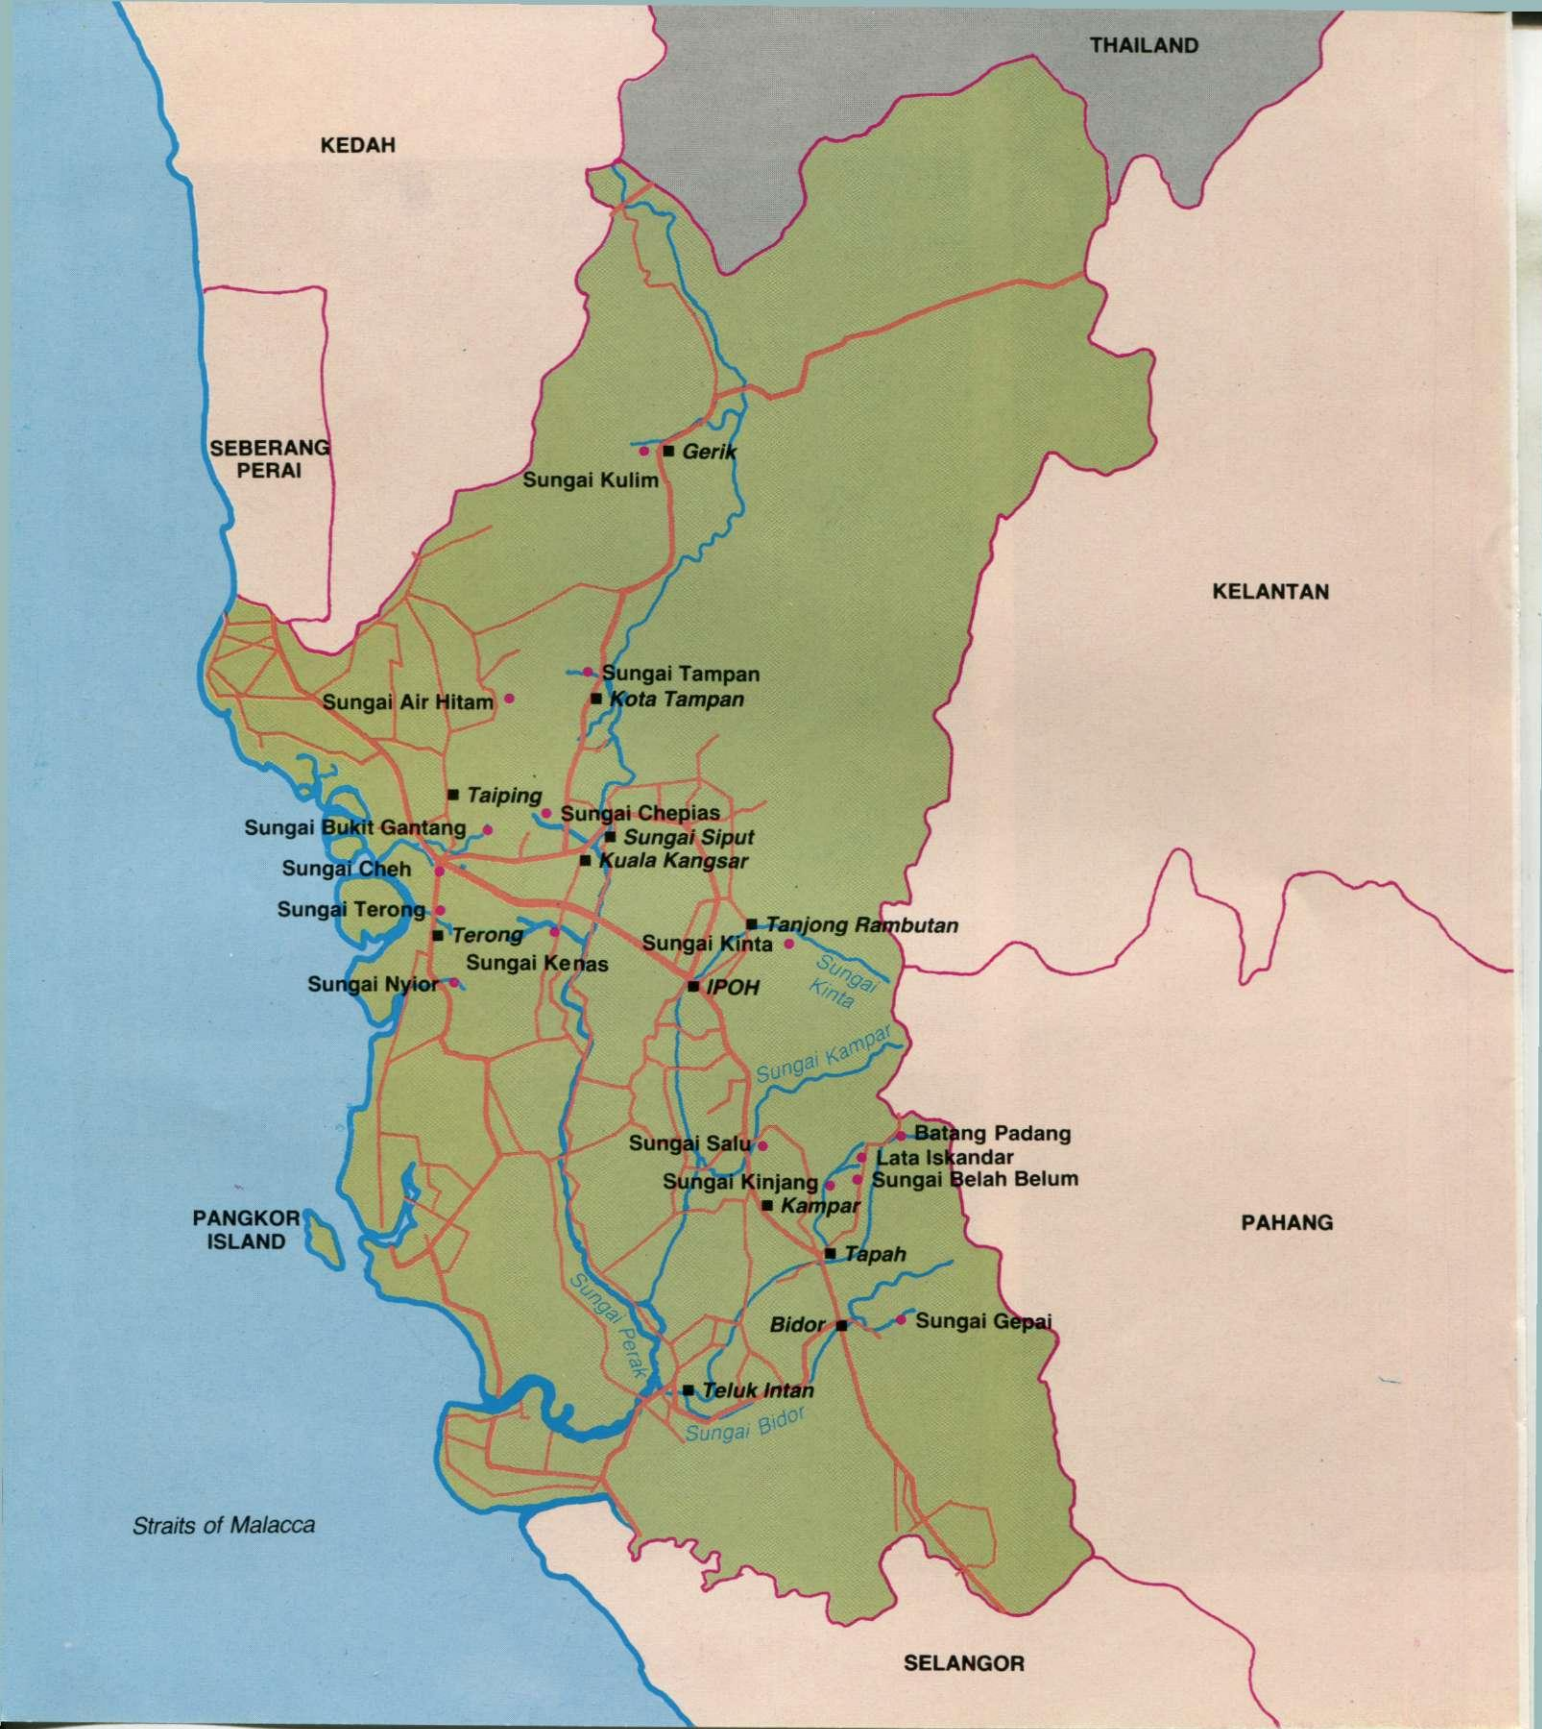 THAILAND
KEDAH
SEBERANG
PERAI
Gerik
Sungai Kulim
KELANTAN
Sungai Tampan
Sungai Air Hitam
Kota Tampan
Taiping
Sungai Chepias
Sungai Bukit Gantang
Sungai Siput
Kuala Kangsar
Sungai Cheh
Sungai Terong
Terong
Tanjong Rambutan
Sungai Kinta
Sungai Kenas
Sungai
Kinta
Sungai Nyior
IPOH
Sungai Kampar
Batang Padang
Sungai Salu
Lata Iskandar
Sungai Kinjang
Sungai Belah Belum
Kampar
PANGKOR
ISLAND
PAHANG
Tapah
Sungai Perak
Bidor
Sungai Gepai
Teluk Intan
Sungai Bidor
Straits of Malacca
SELANGOR